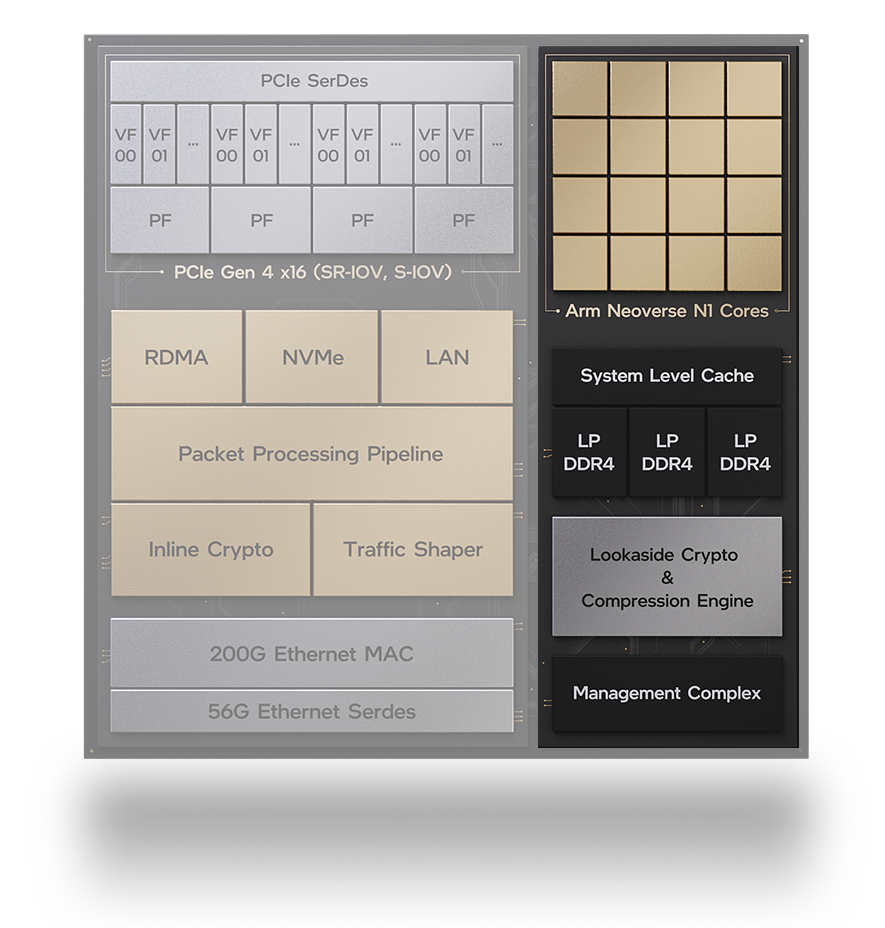 PCIe SerDes
VF 00
VF 01
...
VF 00
VF 01
...
VF 00
VF 01
...
VF 00
VF 01
...
PF
PF
PF
PF
PCIe Gen 4 x16 (SR-IOV, S-IOV)
RDMA
NVMe
LAN
Packet Processing Pipeline
Inline Crypto
Traffic Shaper
200G Ethernet MAC
56G Ethernet Serdes
Arm Neoverse N1 Cores
System Level Cache
LP
DDR4
LP
DDR4
LP
DDR4
Lookaside Crypto
&
Compression Engine
Management Complex